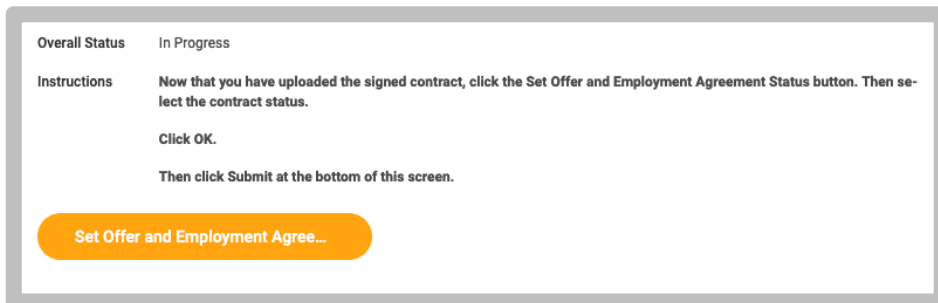 Overall Status In Progress
Instructions Now that you have uploaded the signed contract, click the Set Offer and Employment Agreement Status button. Then se-
lect the contract status.
Click OK.
Then click Submit at the bottom of this screen.
Set Offer and Employment Agree...